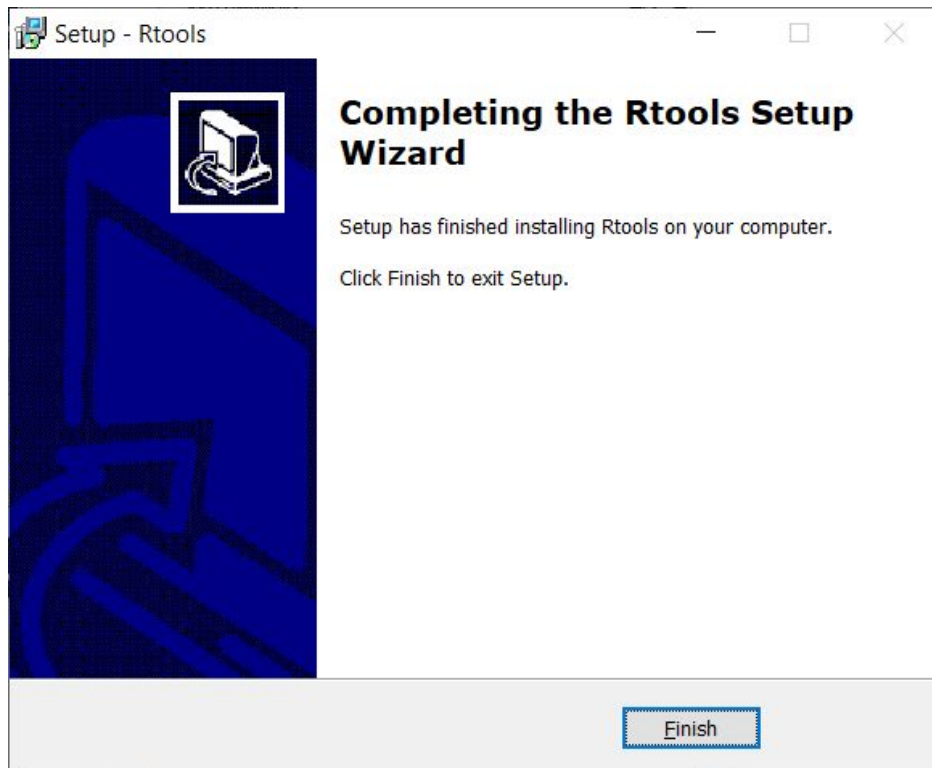 Setup - Rtools
Completing the Rtools Setup
Wizard
Setup has finished installing Rtools on your computer.
Click Finish to exit Setup.
Finish